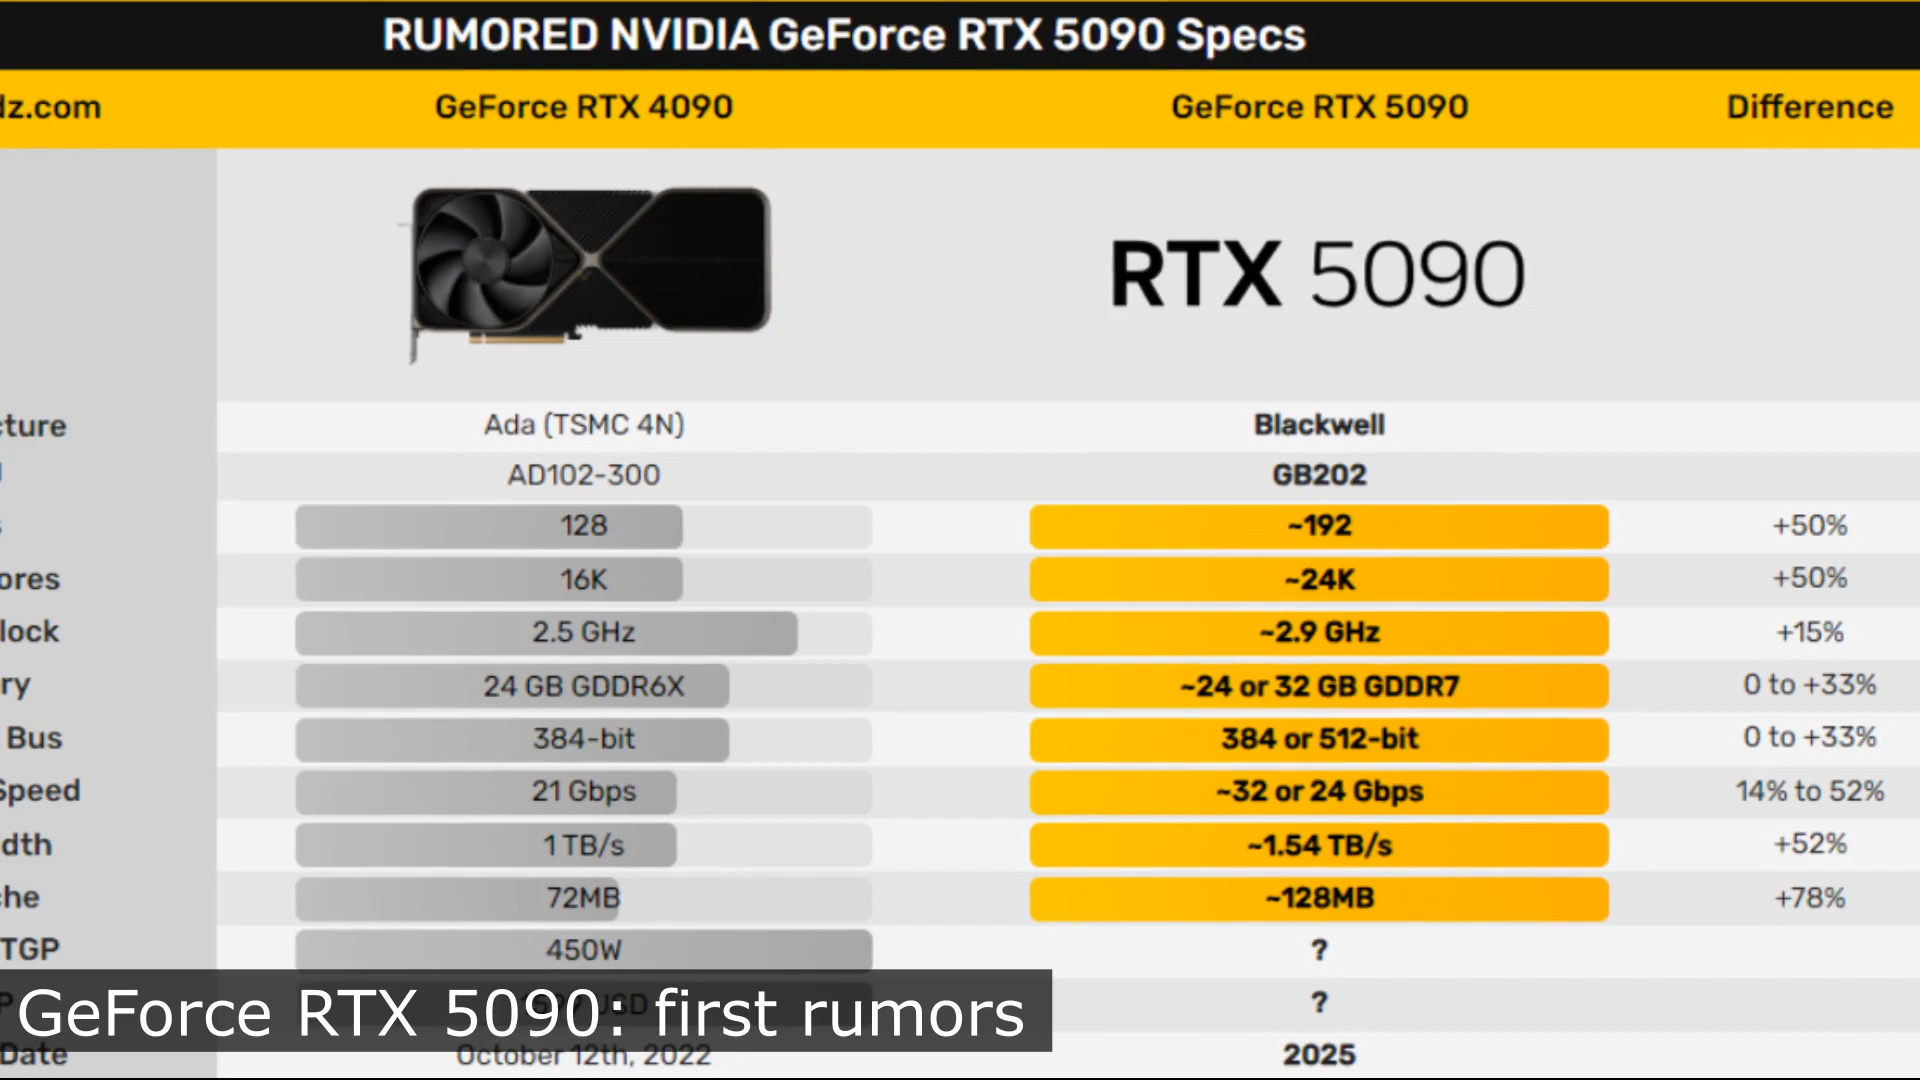 RUMORED NVIDIA GeForce RTX 5090 Specs
dz.com GeForce RTX 4090 GeForce RTX 5090 Difference
RTX 5090
cture Ada (TSMC 4N) Blackwell
AD102-300 GB202
s 128 ~192 +50%
ores 16K ~24K +50%
lock 2.5 GHz ~2.9 GHz +15%
ry 24 GB GDDR6X ~24 or 32 GB GDDR7 0 to +33%
Bus 384-bit 384 or 512-bit 0 to +33%
Speed 21 Gbps ~32 or 24 Gbps 14% to 52%
dth 1 TB/s ~1.54 TB/s +52%
che 72MB ~128MB +78%
TGP 450W ?
P USD ?
GeForce RTX 5090: first rumors
Date October 12th, 2022 2025